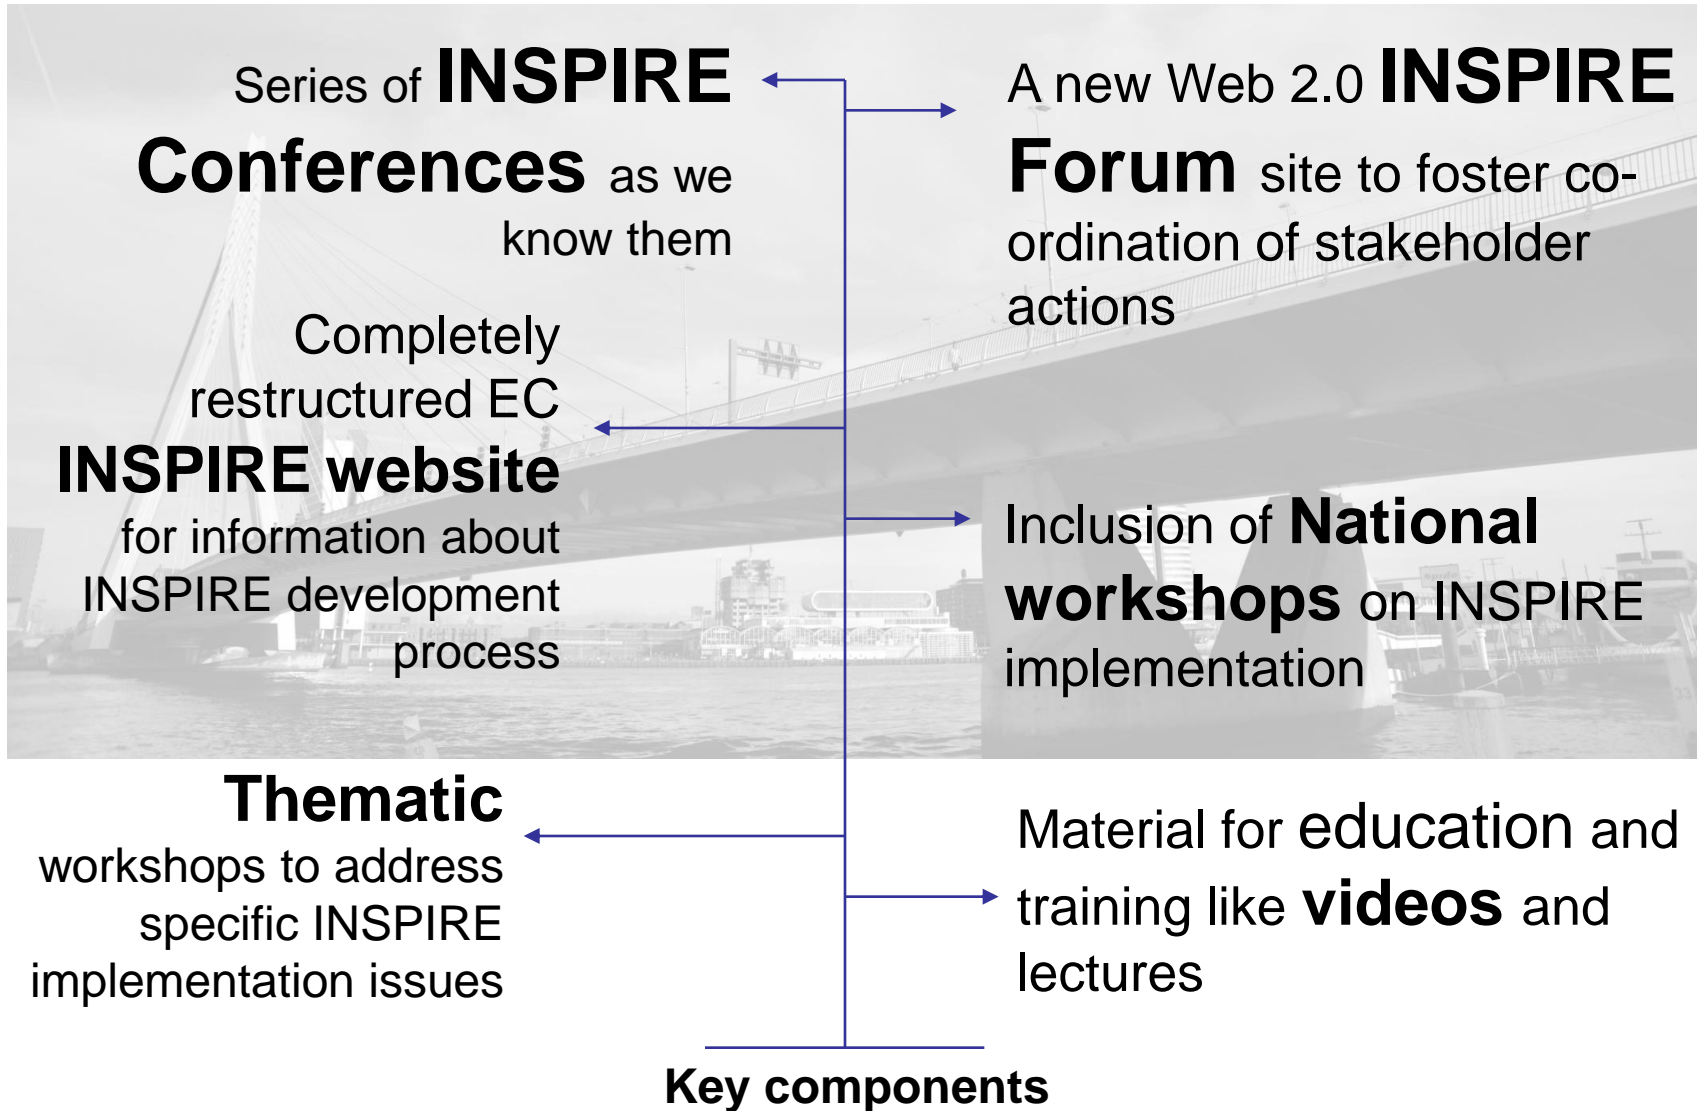 Series of INSPIRE
Conferences as we
know them
A new Web 2.0 INSPIRE
Forum site to foster co-
ordination of stakeholder
actions
Completely
restructured EC
INSPIRE website
for information about
INSPIRE development
process
Inclusion of National
workshops on INSPIRE
implementation
Thematic
workshops to address
specific INSPIRE
implementation issues
Material for education and
training like videos and
lectures
Key components